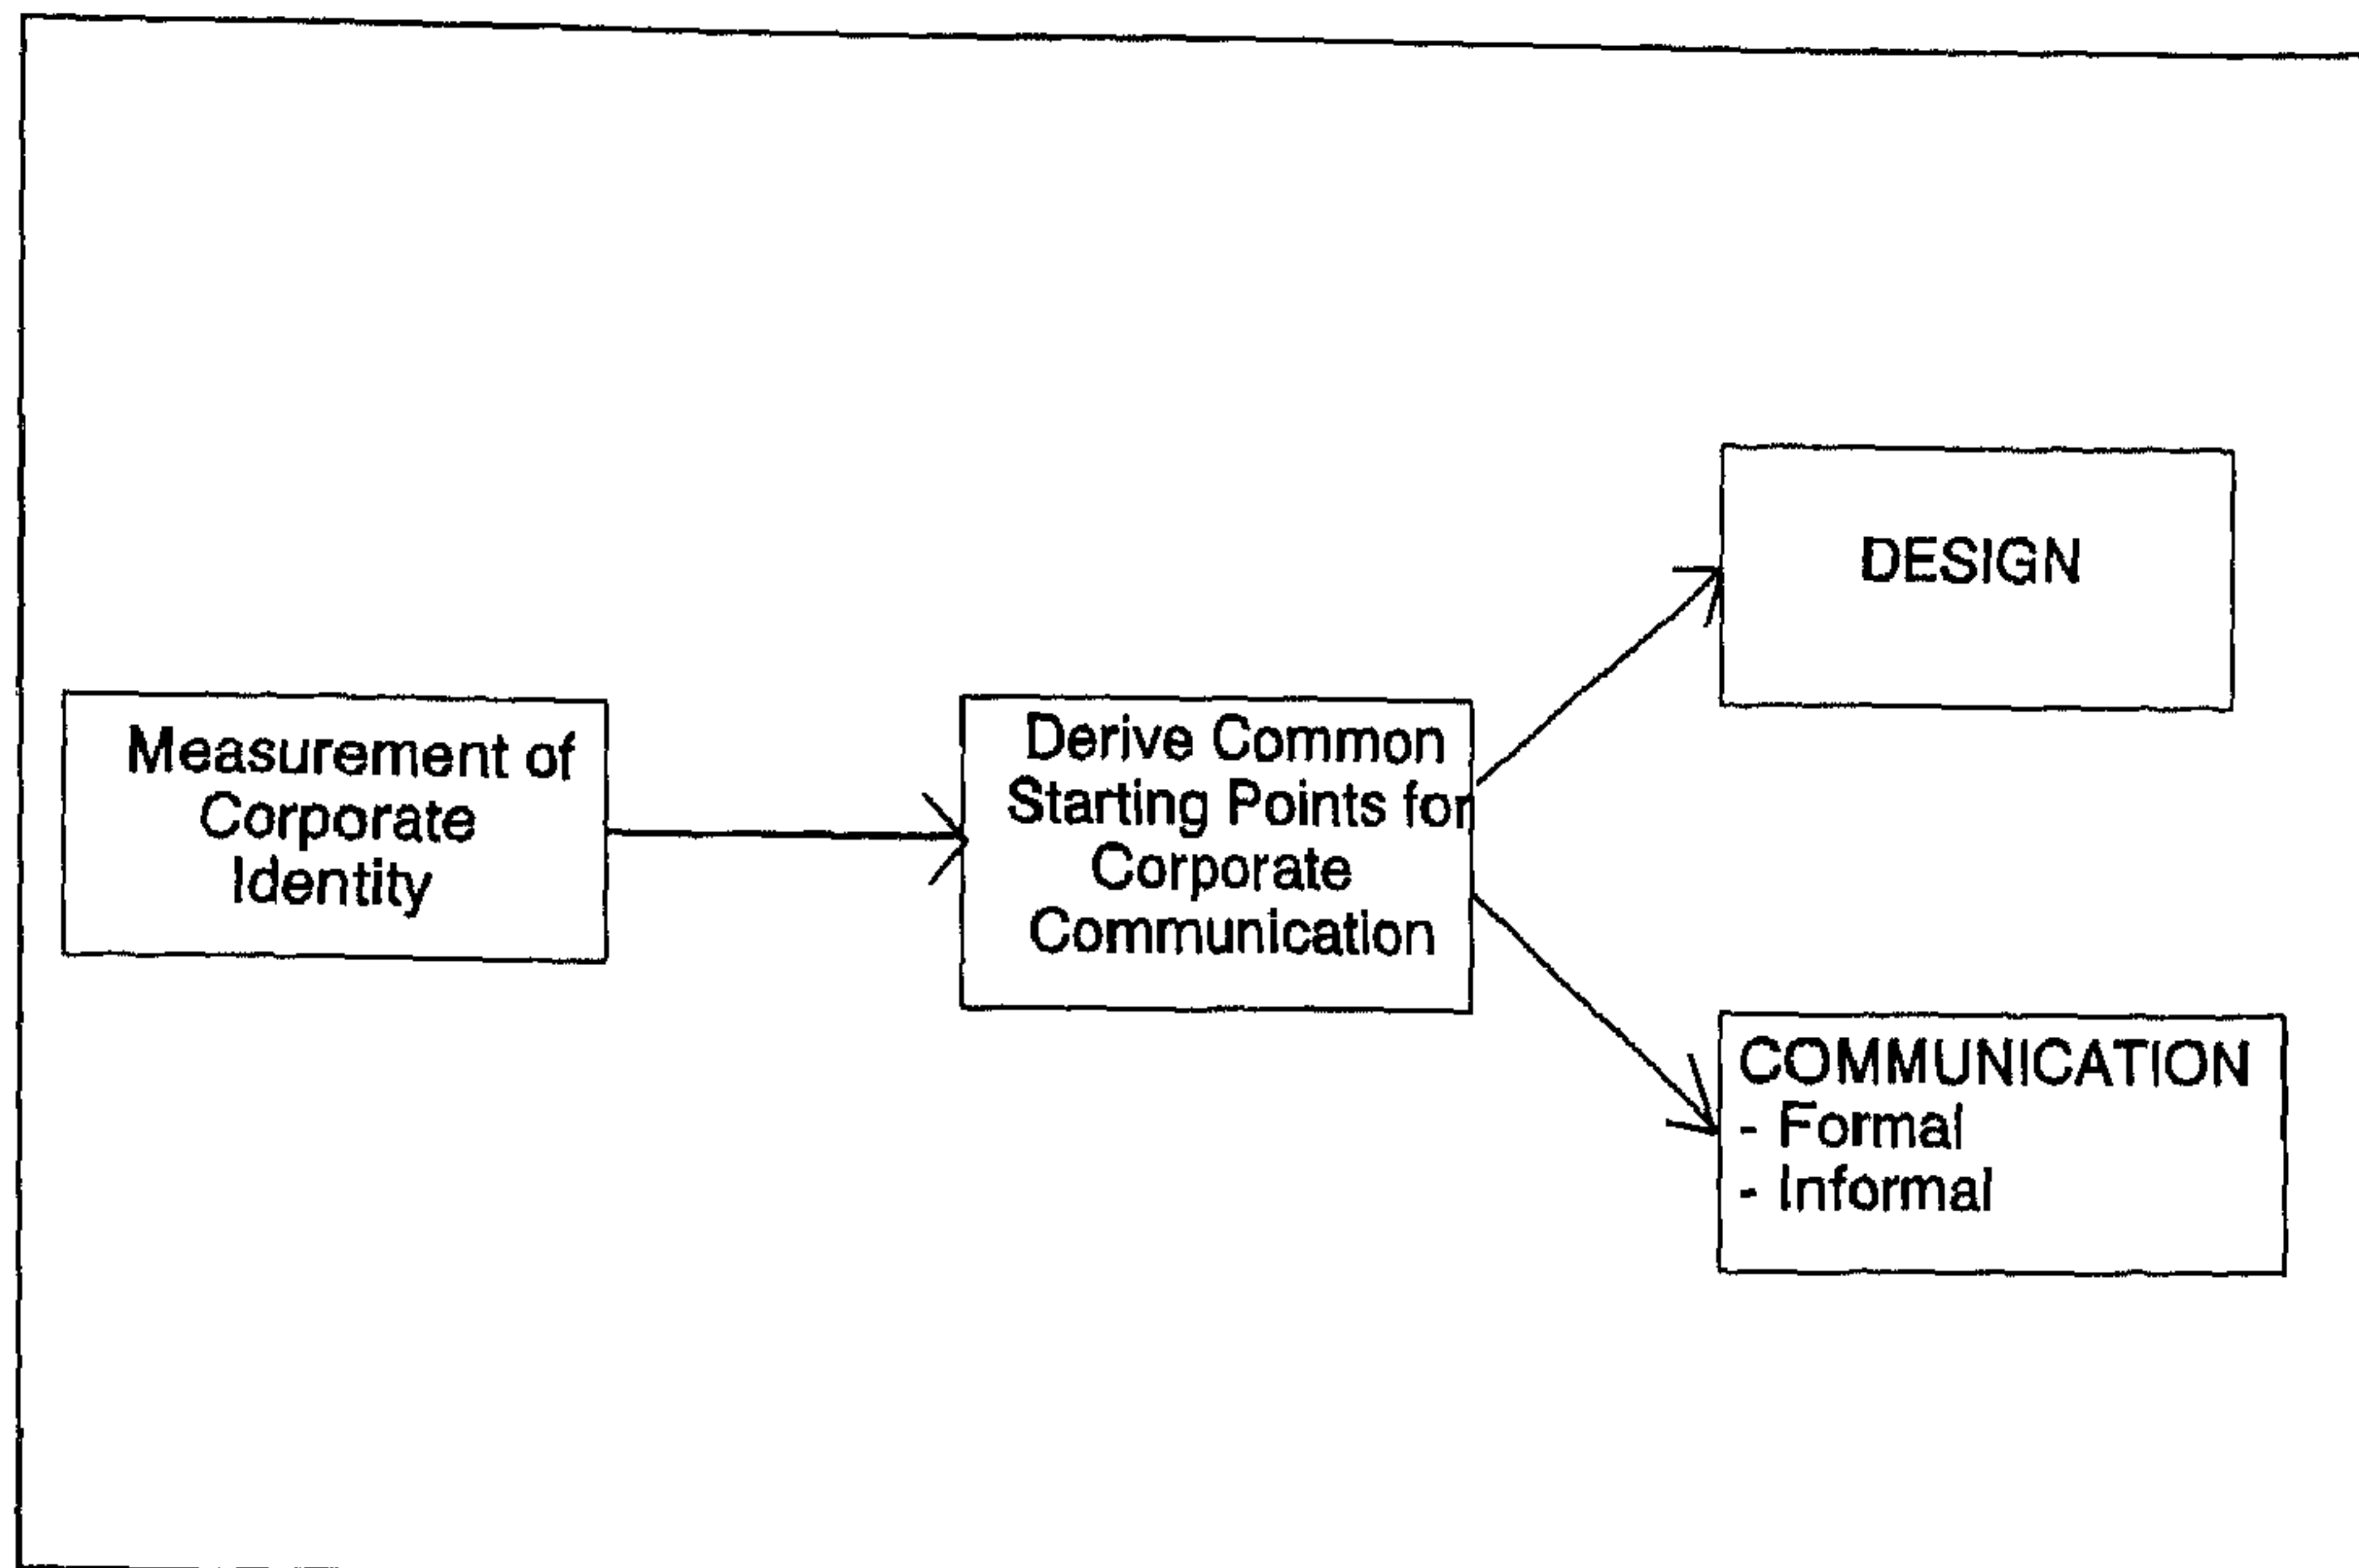 Measurement of
Corporate
Identity
Derive Common
Starting Points for
Corporate
Communication
DESIGN
COMMUNICATION
- Formal
- Informal